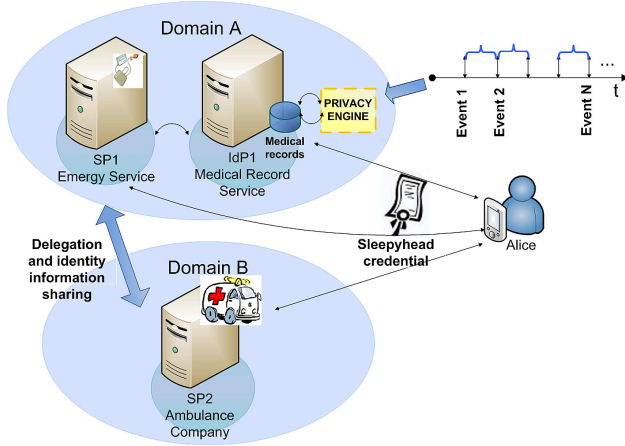 Domain A
PRIVACY
ENGINE
Event 1
Event 2
Event N
...
t
Medical
records
SP1
Emergy Service
IdP1
Medical Record
Service
Sleepyhead
credential
Alice
Delegation
and identity
information
sharing
Domain B
SP2
Ambulance
Company